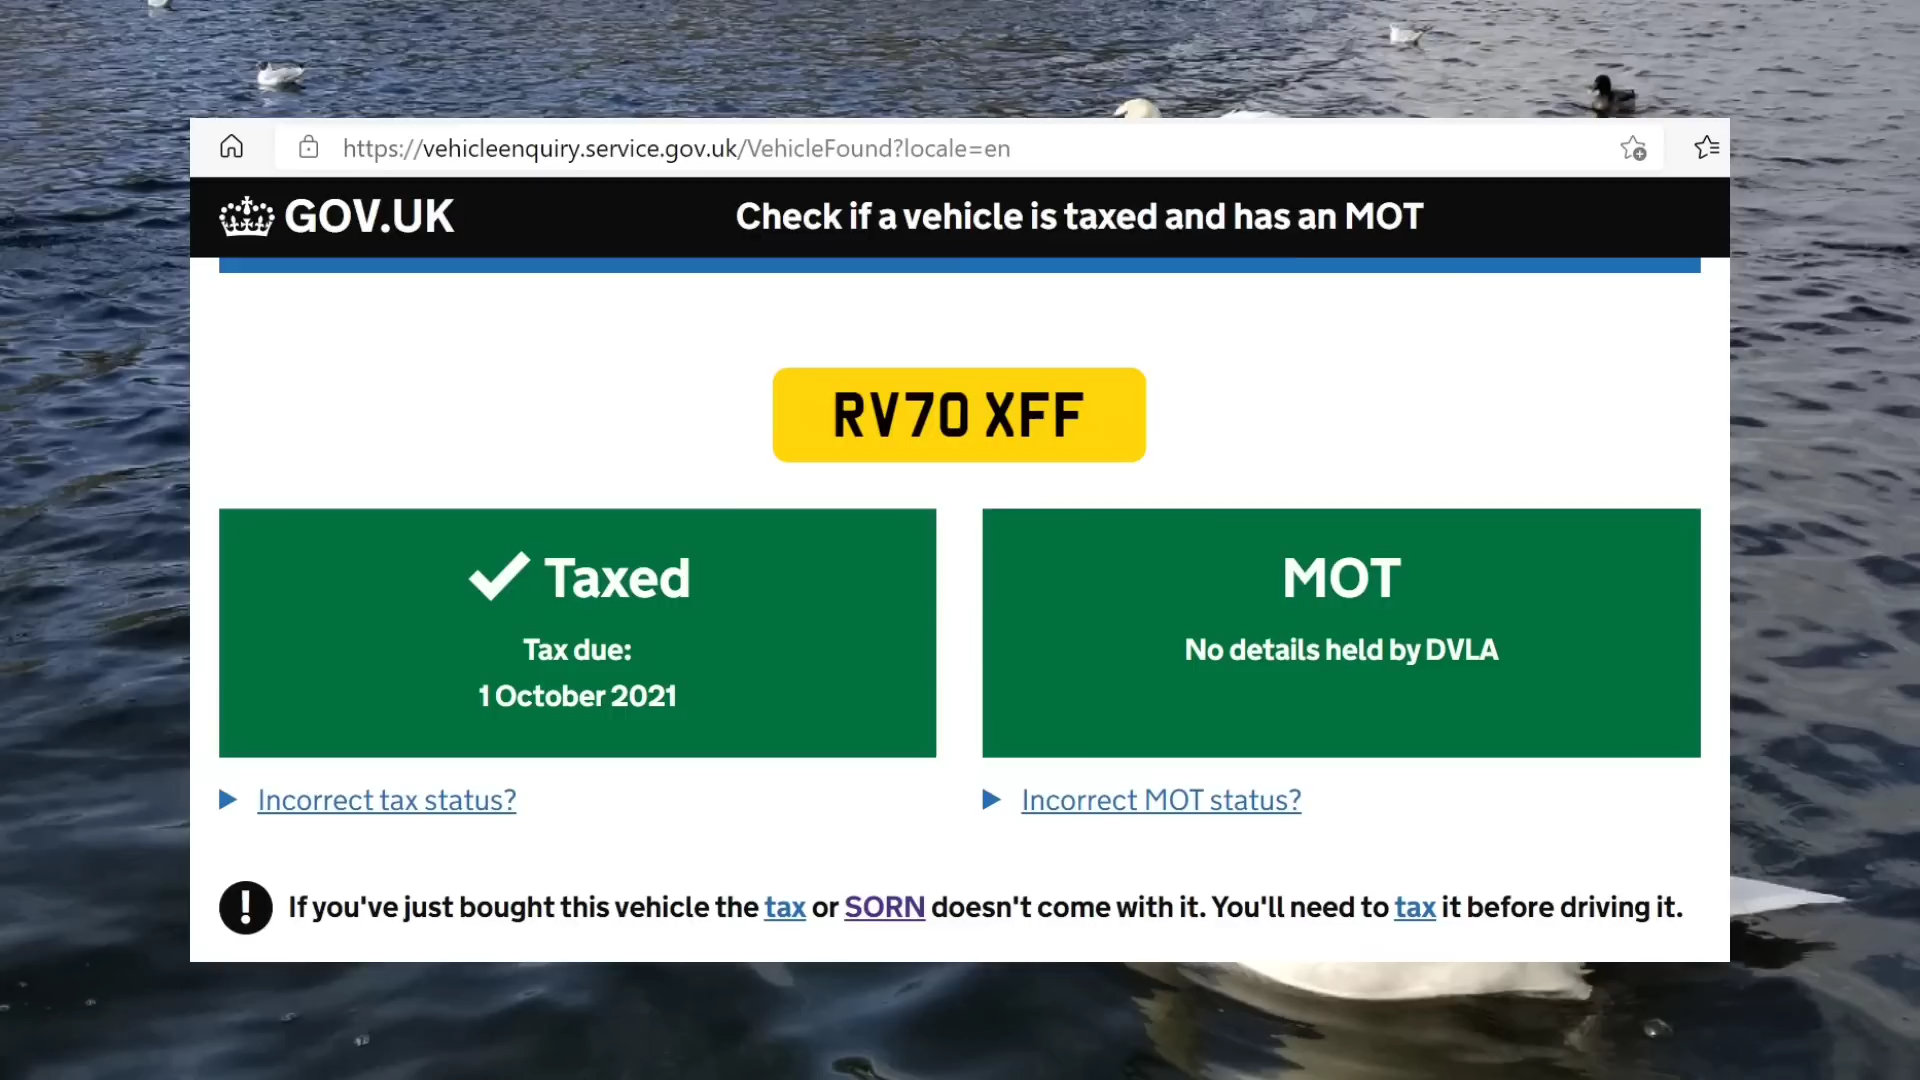 https://vehicleenquiry.service.gov.uk/VehicleFound?locale=en
GOV.UK
Check if a vehicle is taxed and has an MOT
RV70 XFF
Taxed
Tax due:
1 October 2021
MOT
No details held by DVLA
Incorrect tax status?
Incorrect MOT status?
If you've just bought this vehicle the tax or SORN doesn't come with it. You'll need to tax it before driving it.